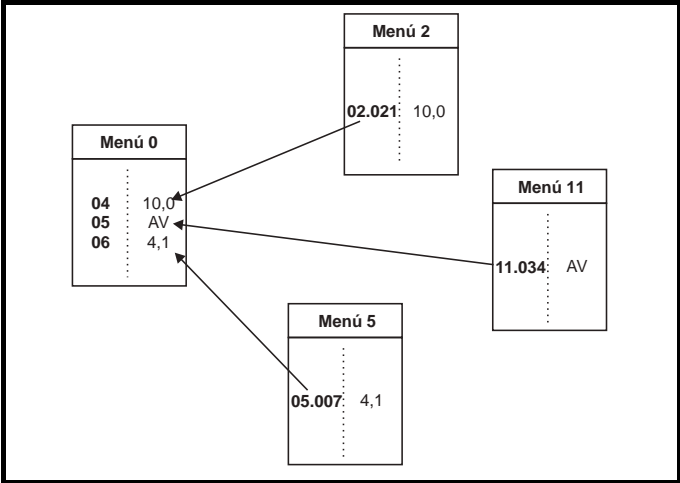 Menú 2
02.021 10,0
Menú 0
04 10,0
05 AV
06 4,1
Menú 11
11.034 AV
Menú 5
05.007 4,1